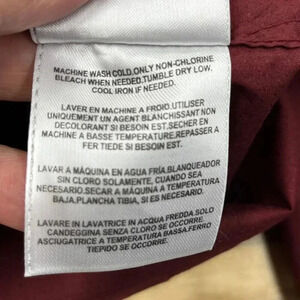 MACHINE WASH COLD.ONLY NON-CHLORINE
BLEACH WHEN NEEDED.TUMBLE DRY LOW.
COOL IRON IF NEEDED.
LAVER EN MACHINE A FROID.UTILISER
UNIQUEMENT UN AGENT BLANCHISSANT NON
DECOLORANT SI BESOIN EST.SECHER EN
MACHINE A BASSE TEMPERATURE.REPASSER A
FER TIEDE SI BESOIN EST.
LAVAR A MÁQUINA EN AGUA FRÍA.BLANQUEADOR
SIN CLORO SOLAMENTE, CUANDO SEA
NECESARIO.SECAR A MÁQUINA A TEMPERATURA
BAJA.PLANCHA TIBIA, SI ES NECESARIO.
LAVARE IN LAVATRICE IN ACQUA FREDDA.SOLO
CANDEGGINA SENZA CLORO SE OCCORRE.
ASCIUGATRICE A TEMPERATURA BASSA.FERRO
TIEPIDO SE OCCORRE.